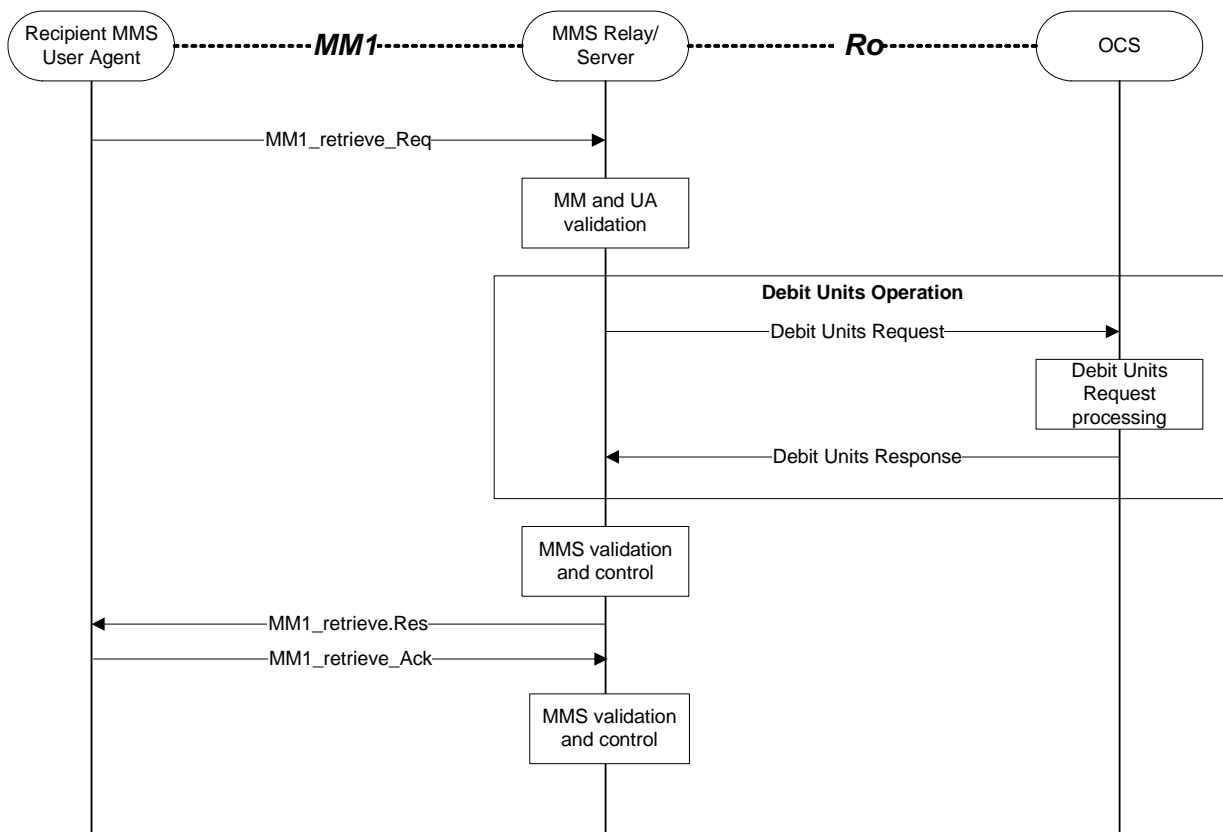 Recipient MMS
User Agent
MM1
MMS Relay/
Server
Ro
OCS
MM1_retrieve_Req
MM and UA
validation
Debit Units Operation
Debit Units Request
Debit Units
Request
processing
Debit Units Response
MMS validation
and control
MM1_retrieve.Res
MM1_retrieve_Ack
MMS validation
and control